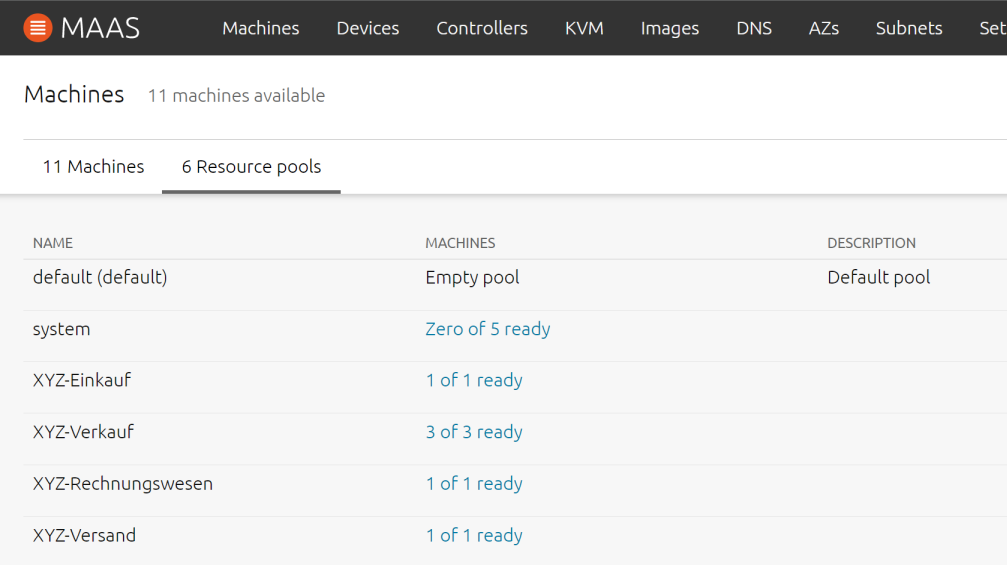 MAAS Machines Devices Controllers KVM Images DNS AZs Subnets Set
Machines 11 machines available
11 Machines 6 Resource pools
NAME MACHINES DESCRIPTION
default (default) Empty pool Default pool
system Zero of 5 ready
XYZ-Einkauf 1 of 1 ready
XYZ-Verkauf 3 of 3 ready
XYZ-Rechnungswesen 1 of 1 ready
XYZ-Versand 1 of 1 ready